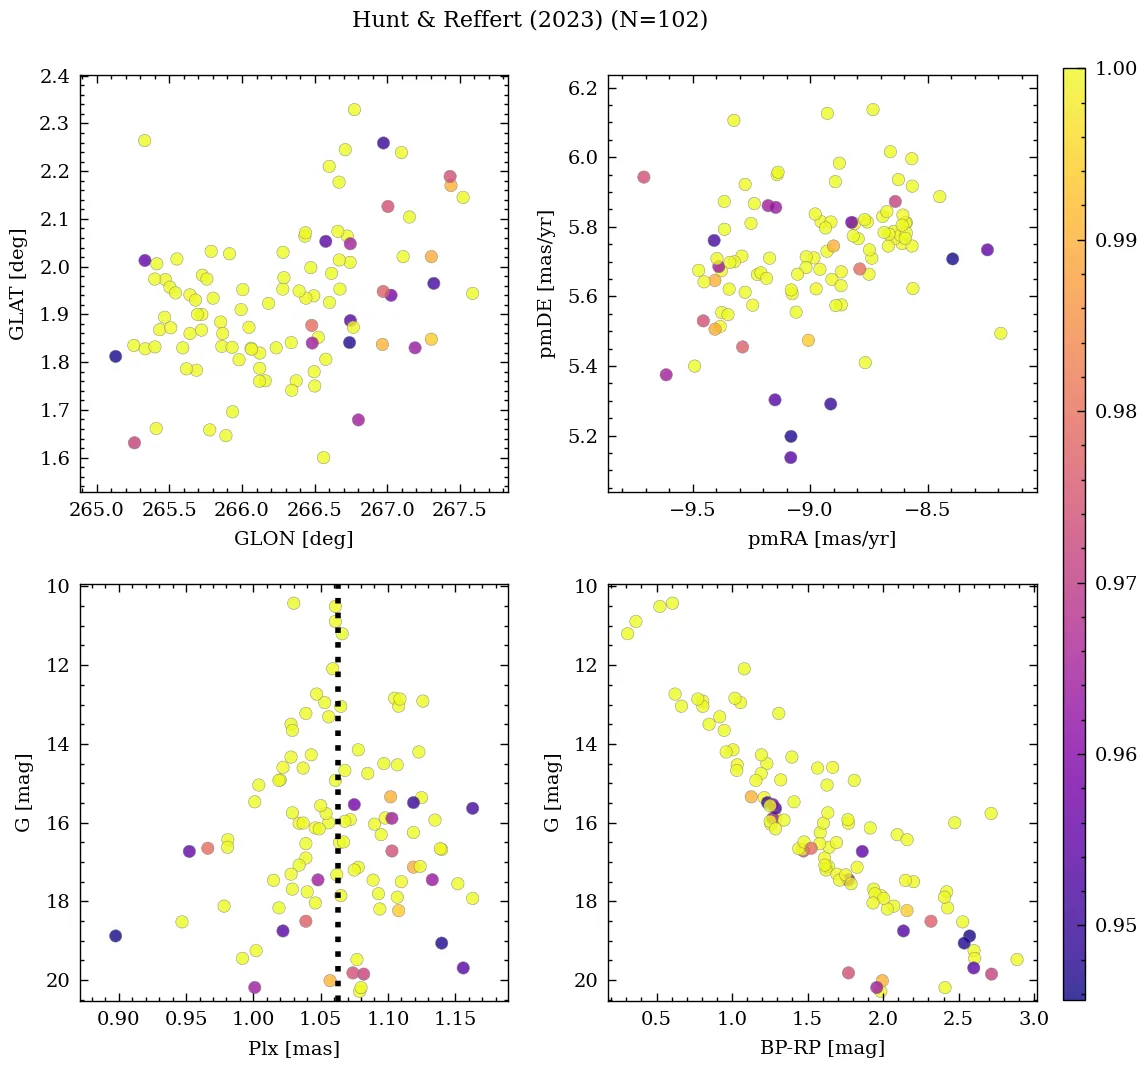 Hunt & Reffert (2023) (N=102)
2.4
2.3
2.2
2.1
2.0
1.9
1.8
1.7
1.6
GLAT [deg]
265.0 265.5 266.0 266.5 267.0 267.5
GLON [deg]
6.2
6.0
5.8
5.6
5.4
5.2
pmDE [mas/yr]
−9.5 −9.0 −8.5
pmRA [mas/yr]
10
12
14
16
18
20
G [mag]
0.90 0.95 1.00 1.05 1.10 1.15
Plx [mas]
10
12
14
16
18
20
G [mag]
0.5 1.0 1.5 2.0 2.5 3.0
BP-RP [mag]
1.00
0.99
0.98
0.97
0.96
0.95